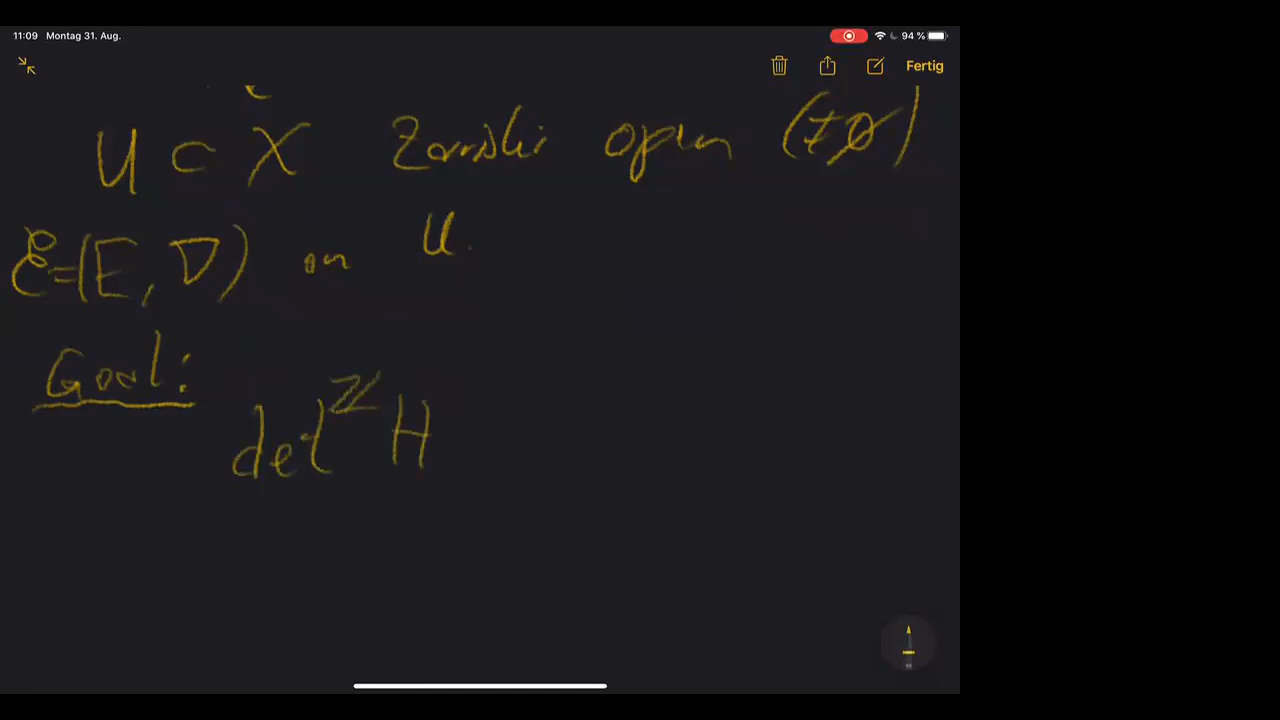 11:09 Montag 31. Aug. 94 %
Fertig
U ⊂ X Zariski open (≠∅)
ℰ=(E, ∇) on U.
Goal:
det^ℤ H